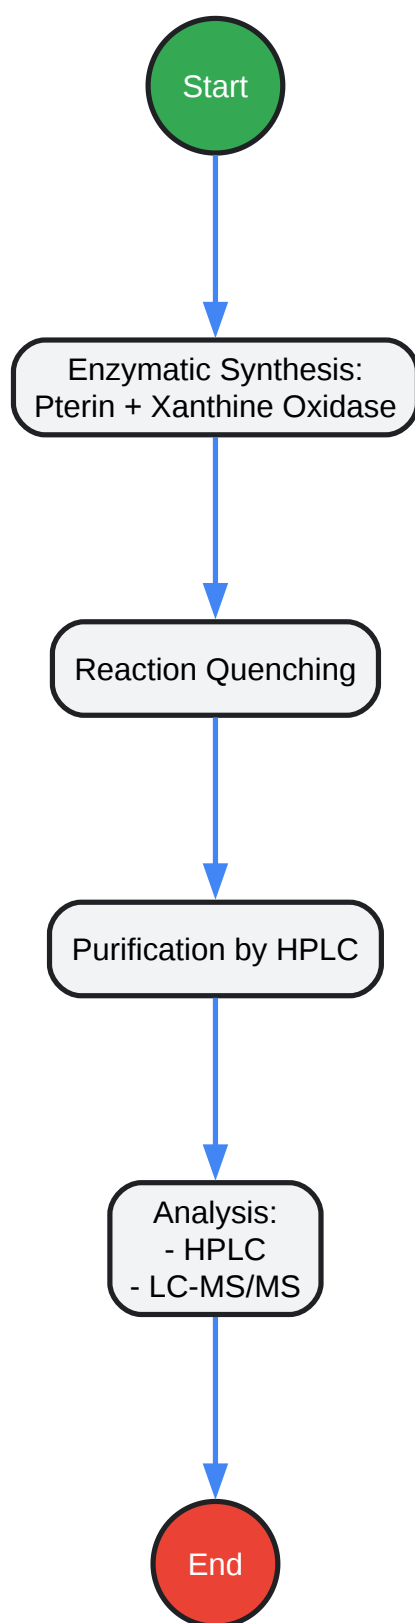 Start
Enzymatic Synthesis:
Pterin + Xanthine Oxidase
Reaction Quenching
Purification by HPLC
Analysis:
- HPLC
- LC-MS/MS
End